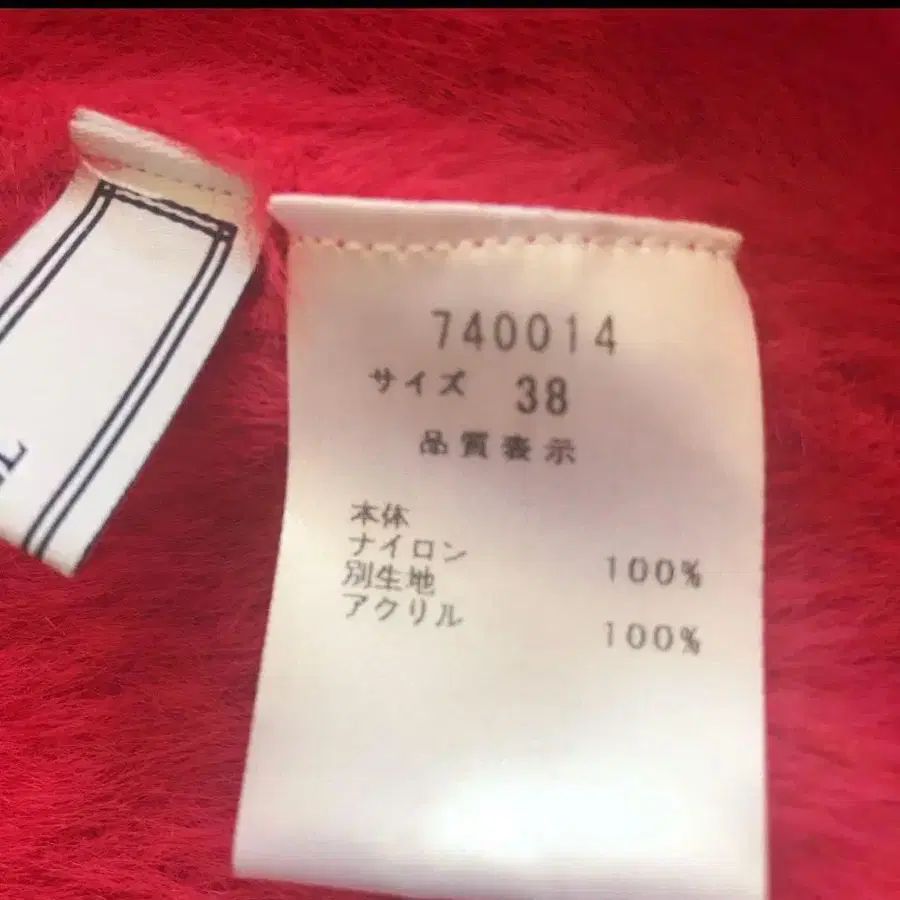 740014
サイズ 38
品質表示
本体
ナイロン 100%
別生地
アクリル 100%
L